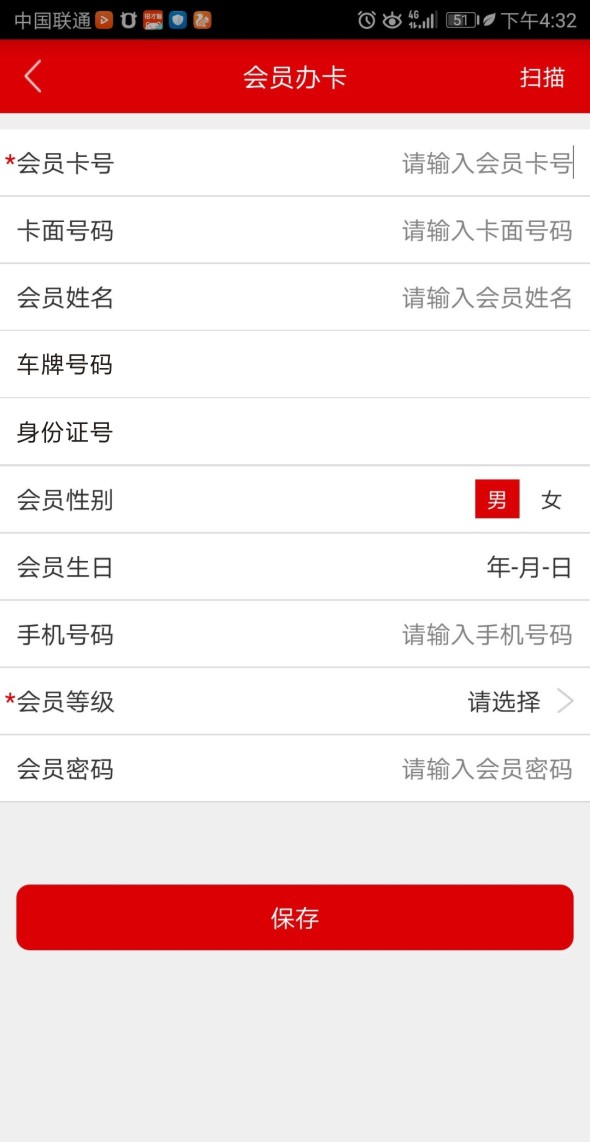 中国联通 4G 51 下午4:32
会员办卡 扫描
*会员卡号 请输入会员卡号
卡面号码 请输入卡面号码
会员姓名 请输入会员姓名
车牌号码
身份证号
会员性别 男 女
会员生日 年-月-日
手机号码 请输入手机号码
*会员等级 请选择
会员密码 请输入会员密码
保存